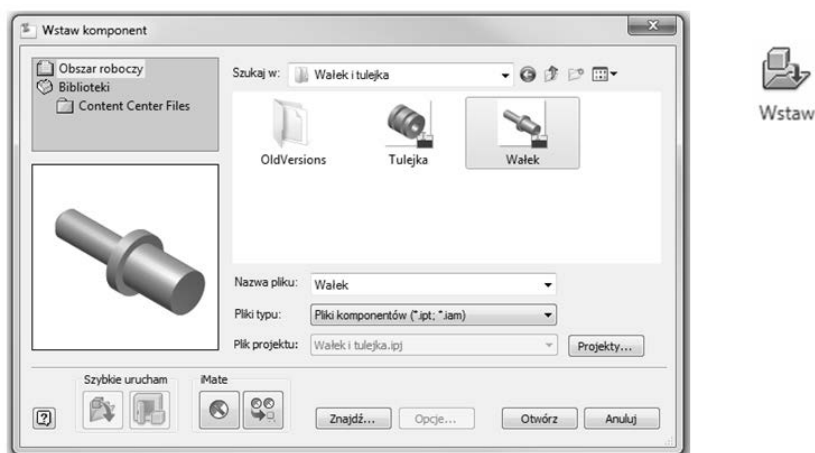 Wstaw komponent
Obszar roboczy
Biblioteki
Content Center Files
Szukaj w: Wałek i tulejka
OldVersions Tulejka Wałek
Nazwa pliku: Wałek
Pliki typu: Pliki komponentów (*.ipt; *.iam)
Plik projektu: Wałek i tulejka.ipj Projekty...
Szybkie urucham iMate
Znajdź... Opcje... Otwórz Anuluj
Wstaw